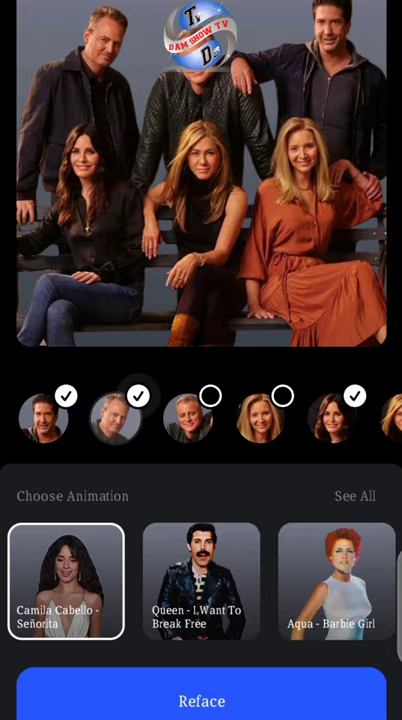 TV
DAM SHOW TV
Choose Animation
See All
Camila Cabello -
Señorita
Queen - I,Want To
Break Free
Aqua - Barbie Girl
Reface